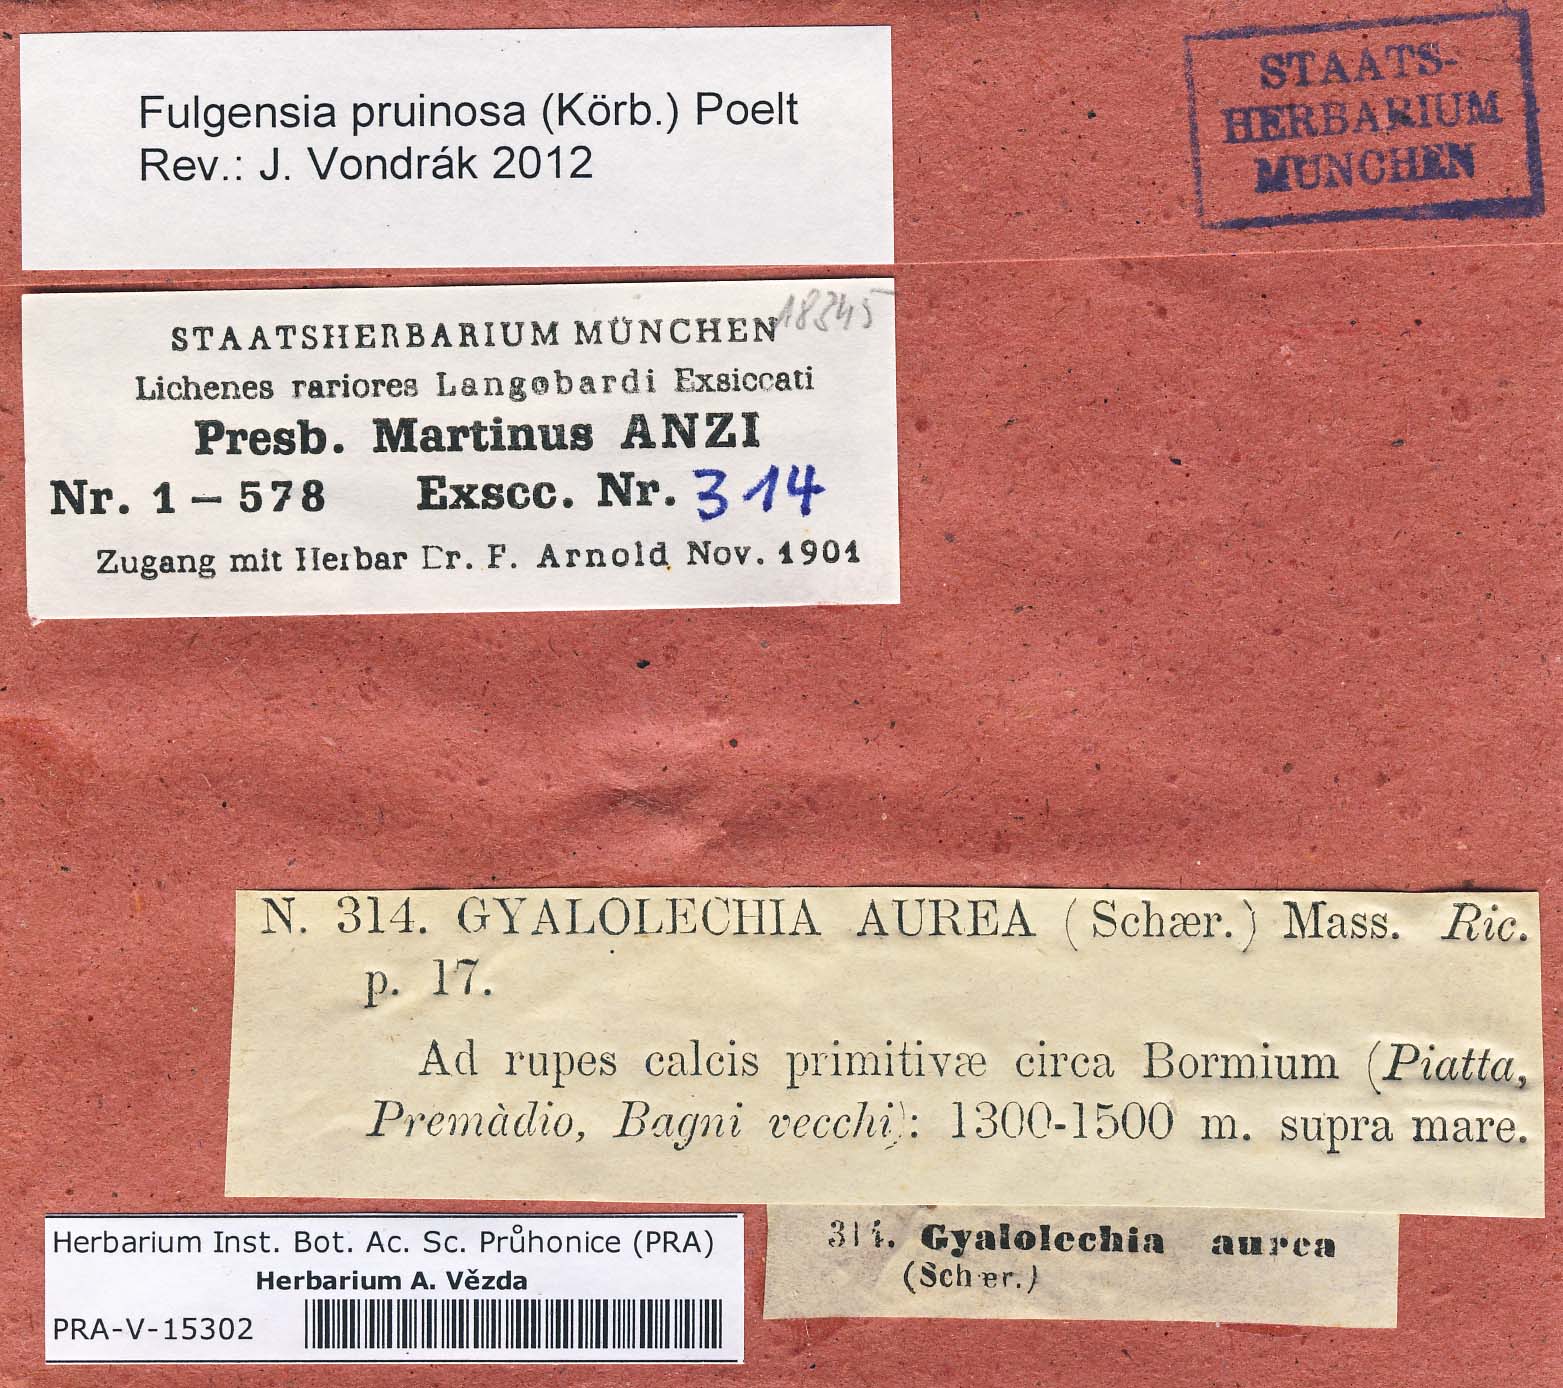 Fulgensia pruinosa (Körb.) Poelt
Rev.: J. Vondrák 2012
STAATS-
HERBARIUM
MÜNCHEN
18345
STAATSHERBARIUM MÜNCHEN
Lichenes rariores Langobardi Exsiccati
Presb. Martinus ANZI
Nr. 1 – 578 Exscc. Nr. 314
Zugang mit Herbar Dr. F. Arnold Nov. 1901
N. 314. GYALOLECHIA AUREA (Schær.) Mass. Ric.
p. 17.
Ad rupes calcis primitivæ circa Bormium (Piatta,
Premàdio, Bagni vecchi): 1300-1500 m. supra mare.
314. Gyalolechia aurea
(Schær.)
Herbarium Inst. Bot. Ac. Sc. Průhonice (PRA)
Herbarium A. Vězda
PRA-V-15302